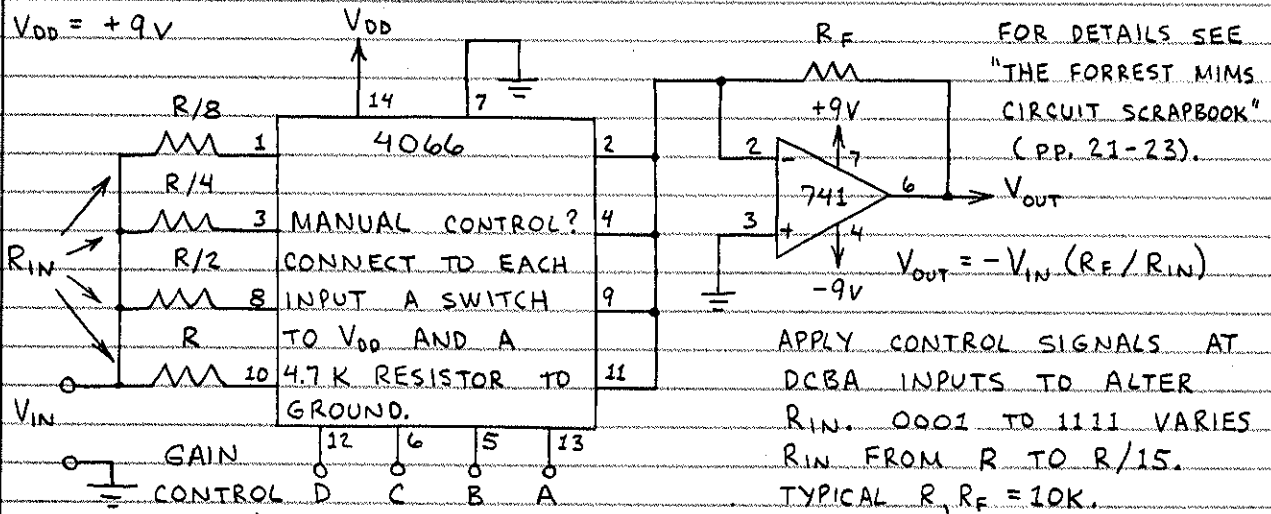 VDD = +9V
VDD
14
7
4066
R/8
1
R/4
3
R/2
8
R
10
RIN
VIN
MANUAL CONTROL?
CONNECT TO EACH
INPUT A SWITCH
TO VDD AND A
4.7K RESISTOR TO
GROUND.
2
4
9
11
12
6
5
13
GAIN
CONTROL D C B A
RF
+9V
2
-
7
741
6
3
+
4
-9V
VOUT
VOUT = -VIN (RF/RIN)
FOR DETAILS SEE
"THE FORREST MIMS
CIRCUIT SCRAPBOOK"
(PP. 21-23).
APPLY CONTROL SIGNALS AT
DCBA INPUTS TO ALTER
RIN. 0001 TO 1111 VARIES
RIN FROM R TO R/15.
TYPICAL R, RF = 10K.